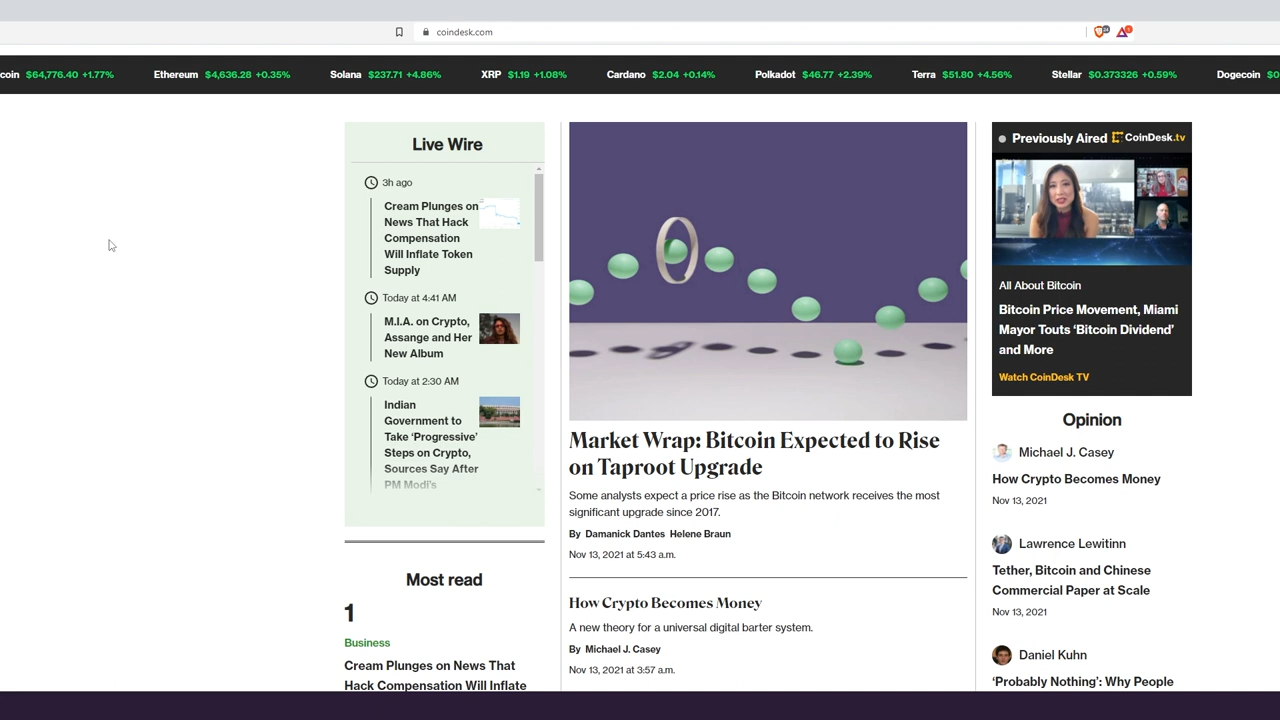 coindesk.com
coin $64,776.40 +1.77% Ethereum $4,636.28 +0.35% Solana $237.71 +4.86% XRP $1.19 +1.08% Cardano $2.04 +0.14% Polkadot $46.77 +2.39% Terra $51.80 +4.56% Stellar $0.373326 +0.59% Dogecoin $0
Live Wire
3h ago
Cream Plunges on
News That Hack
Compensation
Will Inflate Token
Supply
Today at 4:41 AM
M.I.A. on Crypto,
Assange and Her
New Album
Today at 2:30 AM
Indian
Government to
Take ‘Progressive’
Steps on Crypto,
Sources Say After
PM Modi’s
Most read
1
Business
Cream Plunges on News That
Hack Compensation Will Inflate
Market Wrap: Bitcoin Expected to Rise
on Taproot Upgrade
Some analysts expect a price rise as the Bitcoin network receives the most
significant upgrade since 2017.
By Damanick Dantes Helene Braun
Nov 13, 2021 at 5:43 a.m.
How Crypto Becomes Money
A new theory for a universal digital barter system.
By Michael J. Casey
Nov 13, 2021 at 3:57 a.m.
Previously Aired CoinDesk.tv
All About Bitcoin
Bitcoin Price Movement, Miami
Mayor Touts ‘Bitcoin Dividend’
and More
Watch CoinDesk TV
Opinion
Michael J. Casey
How Crypto Becomes Money
Nov 13, 2021
Lawrence Lewitinn
Tether, Bitcoin and Chinese
Commercial Paper at Scale
Nov 13, 2021
Daniel Kuhn
‘Probably Nothing’: Why People